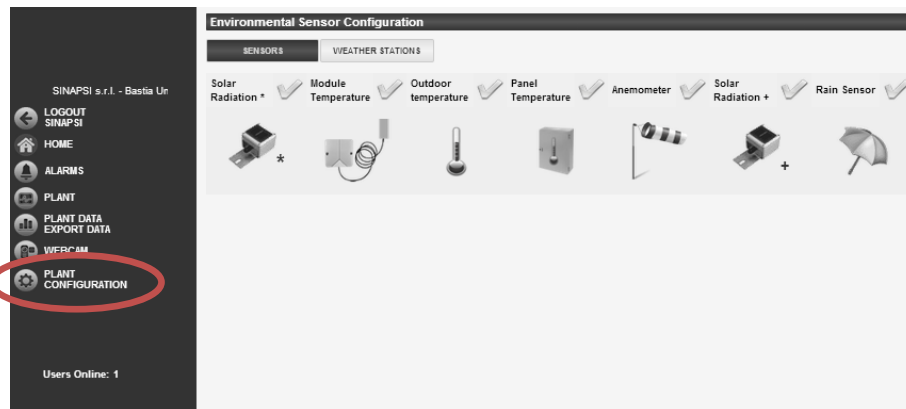 Environmental Sensor Configuration
SENSORS
WEATHER STATIONS
Solar
Radiation *
Module
Temperature
Outdoor
temperature
Panel
Temperature
Anemometer
Solar
Radiation +
Rain Sensor
*
+
SINAPSI s.r.l. - Bastia Un
LOGOUT
SINAPSI
HOME
ALARMS
PLANT
PLANT DATA
EXPORT DATA
WEBCAM
PLANT
CONFIGURATION
Users Online: 1